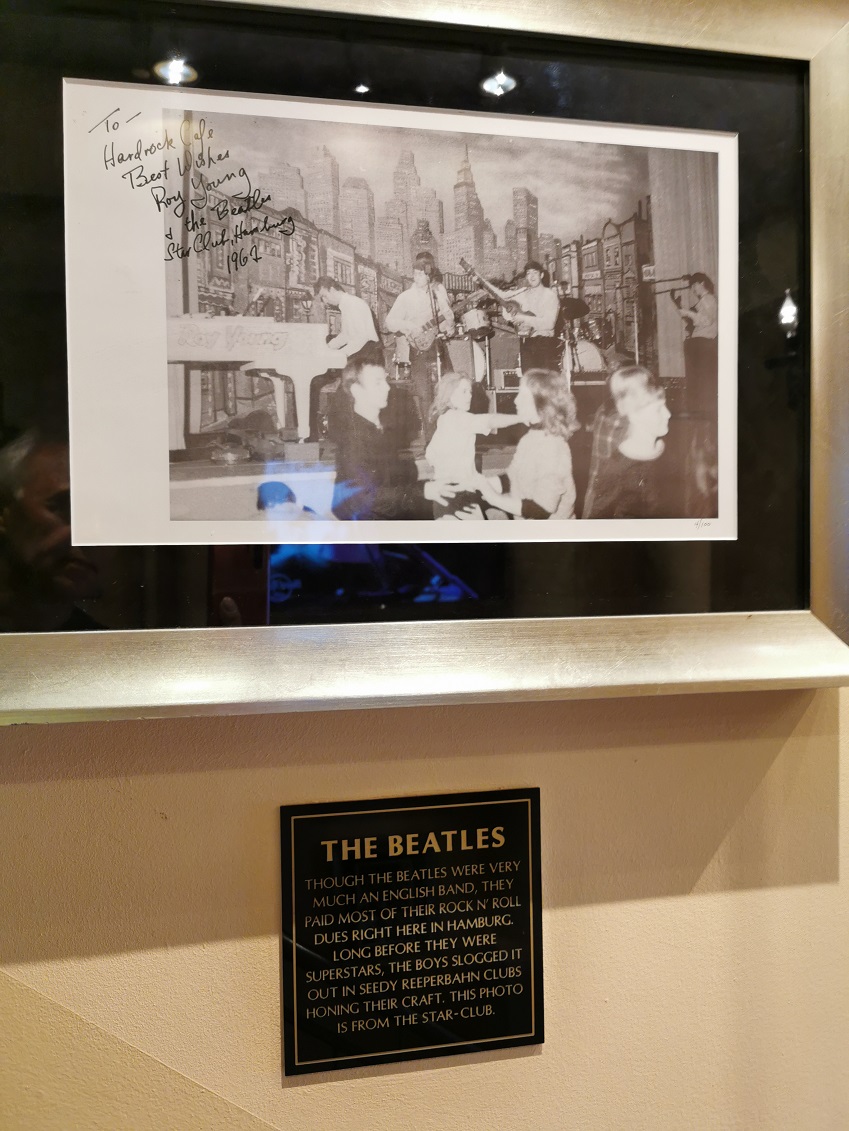 To —
Hardrock Cafe
Best Wishes
Roy Young
& the Beatles
Star Club, Hamburg
1962
Roy Young
4/100
THE BEATLES
THOUGH THE BEATLES WERE VERY
MUCH AN ENGLISH BAND, THEY
PAID MOST OF THEIR ROCK N' ROLL
DUES RIGHT HERE IN HAMBURG.
LONG BEFORE THEY WERE
SUPERSTARS, THE BOYS SLOGGED IT
OUT IN SEEDY REEPERBAHN CLUBS
HONING THEIR CRAFT. THIS PHOTO
IS FROM THE STAR-CLUB.